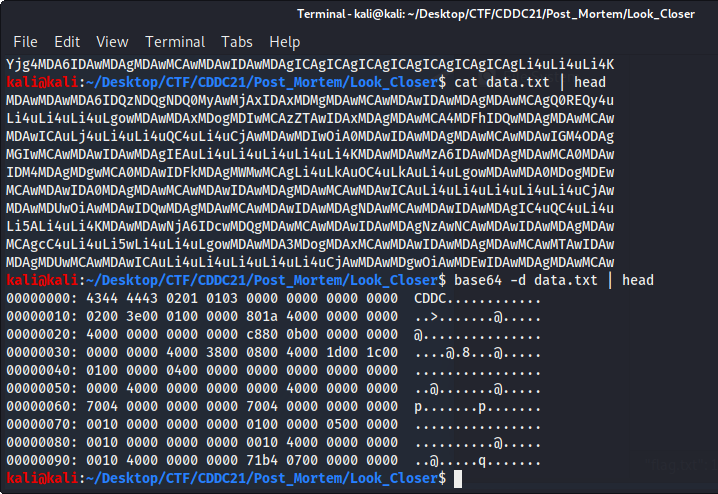 Terminal - kali@kali: ~/Desktop/CTF/CDDC21/Post_Mortem/Look_Closer
File Edit View Terminal Tabs Help
Yjg4MDA6IDAwMDAgMDAwMCAwMDAwIDAwMDAgICAgICAgICAgICAgICAgICAgICAgLi4uLi4uLi4K
kali@kali:~/Desktop/CTF/CDDC21/Post_Mortem/Look_Closer$ cat data.txt | head
MDAwMDAwMDA6IDQzNDQgNDQ0MyAwMjAxIDAxMDMgMDAwMCAwMDAwIDAwMDAgMDAwMCAgQ0REQy4u
Li4uLi4uLi4uLgowMDAwMDAxMDogMDIwMCAzZTAwIDAxMDAgMDAwMCA4MDFhIDQwMDAgMDAwMCAw
MDAwICAuLj4uLi4uLi4uQC4uLi4uCjAwMDAwMDIwOiA0MDAwIDAwMDAgMDAwMCAwMDAwIGM4ODAg
MGIwMCAwMDAwIDAwMDAgIEAuLi4uLi4uLi4uLi4uLi4KMDAwMDAwMzA6IDAwMDAgMDAwMCA0MDAw
IDM4MDAgMDgwMCA0MDAwIDFkMDAgMWMwMCAgLi4uLkAuOC4uLkAuLi4uLgowMDAwMDA0MDogMDEw
MCAwMDAwIDA0MDAgMDAwMCAwMDAwIDAwMDAgMDAwMCAwMDAwICAuLi4uLi4uLi4uLi4uLi4uCjAw
MDAwMDUwOiAwMDAwIDQwMDAgMDAwMCAwMDAwIDAwMDAgNDAwMCAwMDAwIDAwMDAgIC4uQC4uLi4u
Li5ALi4uLi4KMDAwMDAwNjA6IDcwMDQgMDAwMCAwMDAwIDAwMDAgNzAwNCAwMDAwIDAwMDAgMDAw
MCAgcC4uLi4uLi5wLi4uLi4uLgowMDAwMDA3MDogMDAxMCAwMDAwIDAwMDAgMDAwMCAwMTAwIDAw
MDAgMDUwMCAwMDAwICAuLi4uLi4uLi4uLi4uLi4uCjAwMDAwMDgwOiAwMDEwIDAwMDAgMDAwMCAw
kali@kali:~/Desktop/CTF/CDDC21/Post_Mortem/Look_Closer$ base64 -d data.txt | head
00000000: 4344 4443 0201 0103 0000 0000 0000 0000  CDDC............
00000010: 0200 3e00 0100 0000 801a 4000 0000 0000  ..>.......@.....
00000020: 4000 0000 0000 0000 c880 0b00 0000 0000  @...............
00000030: 0000 0000 4000 3800 0800 4000 1d00 1c00  ....@.8...@.....
00000040: 0100 0000 0400 0000 0000 0000 0000 0000  ................
00000050: 0000 4000 0000 0000 0000 4000 0000 0000  ..@.......@.....
00000060: 7004 0000 0000 0000 7004 0000 0000 0000  p.......p.......
00000070: 0010 0000 0000 0000 0100 0000 0500 0000  ................
00000080: 0010 0000 0000 0000 0010 4000 0000 0000  ..........@.....
00000090: 0010 4000 0000 0000 71b4 0700 0000 0000  ..@.....q.......
kali@kali:~/Desktop/CTF/CDDC21/Post_Mortem/Look_Closer$